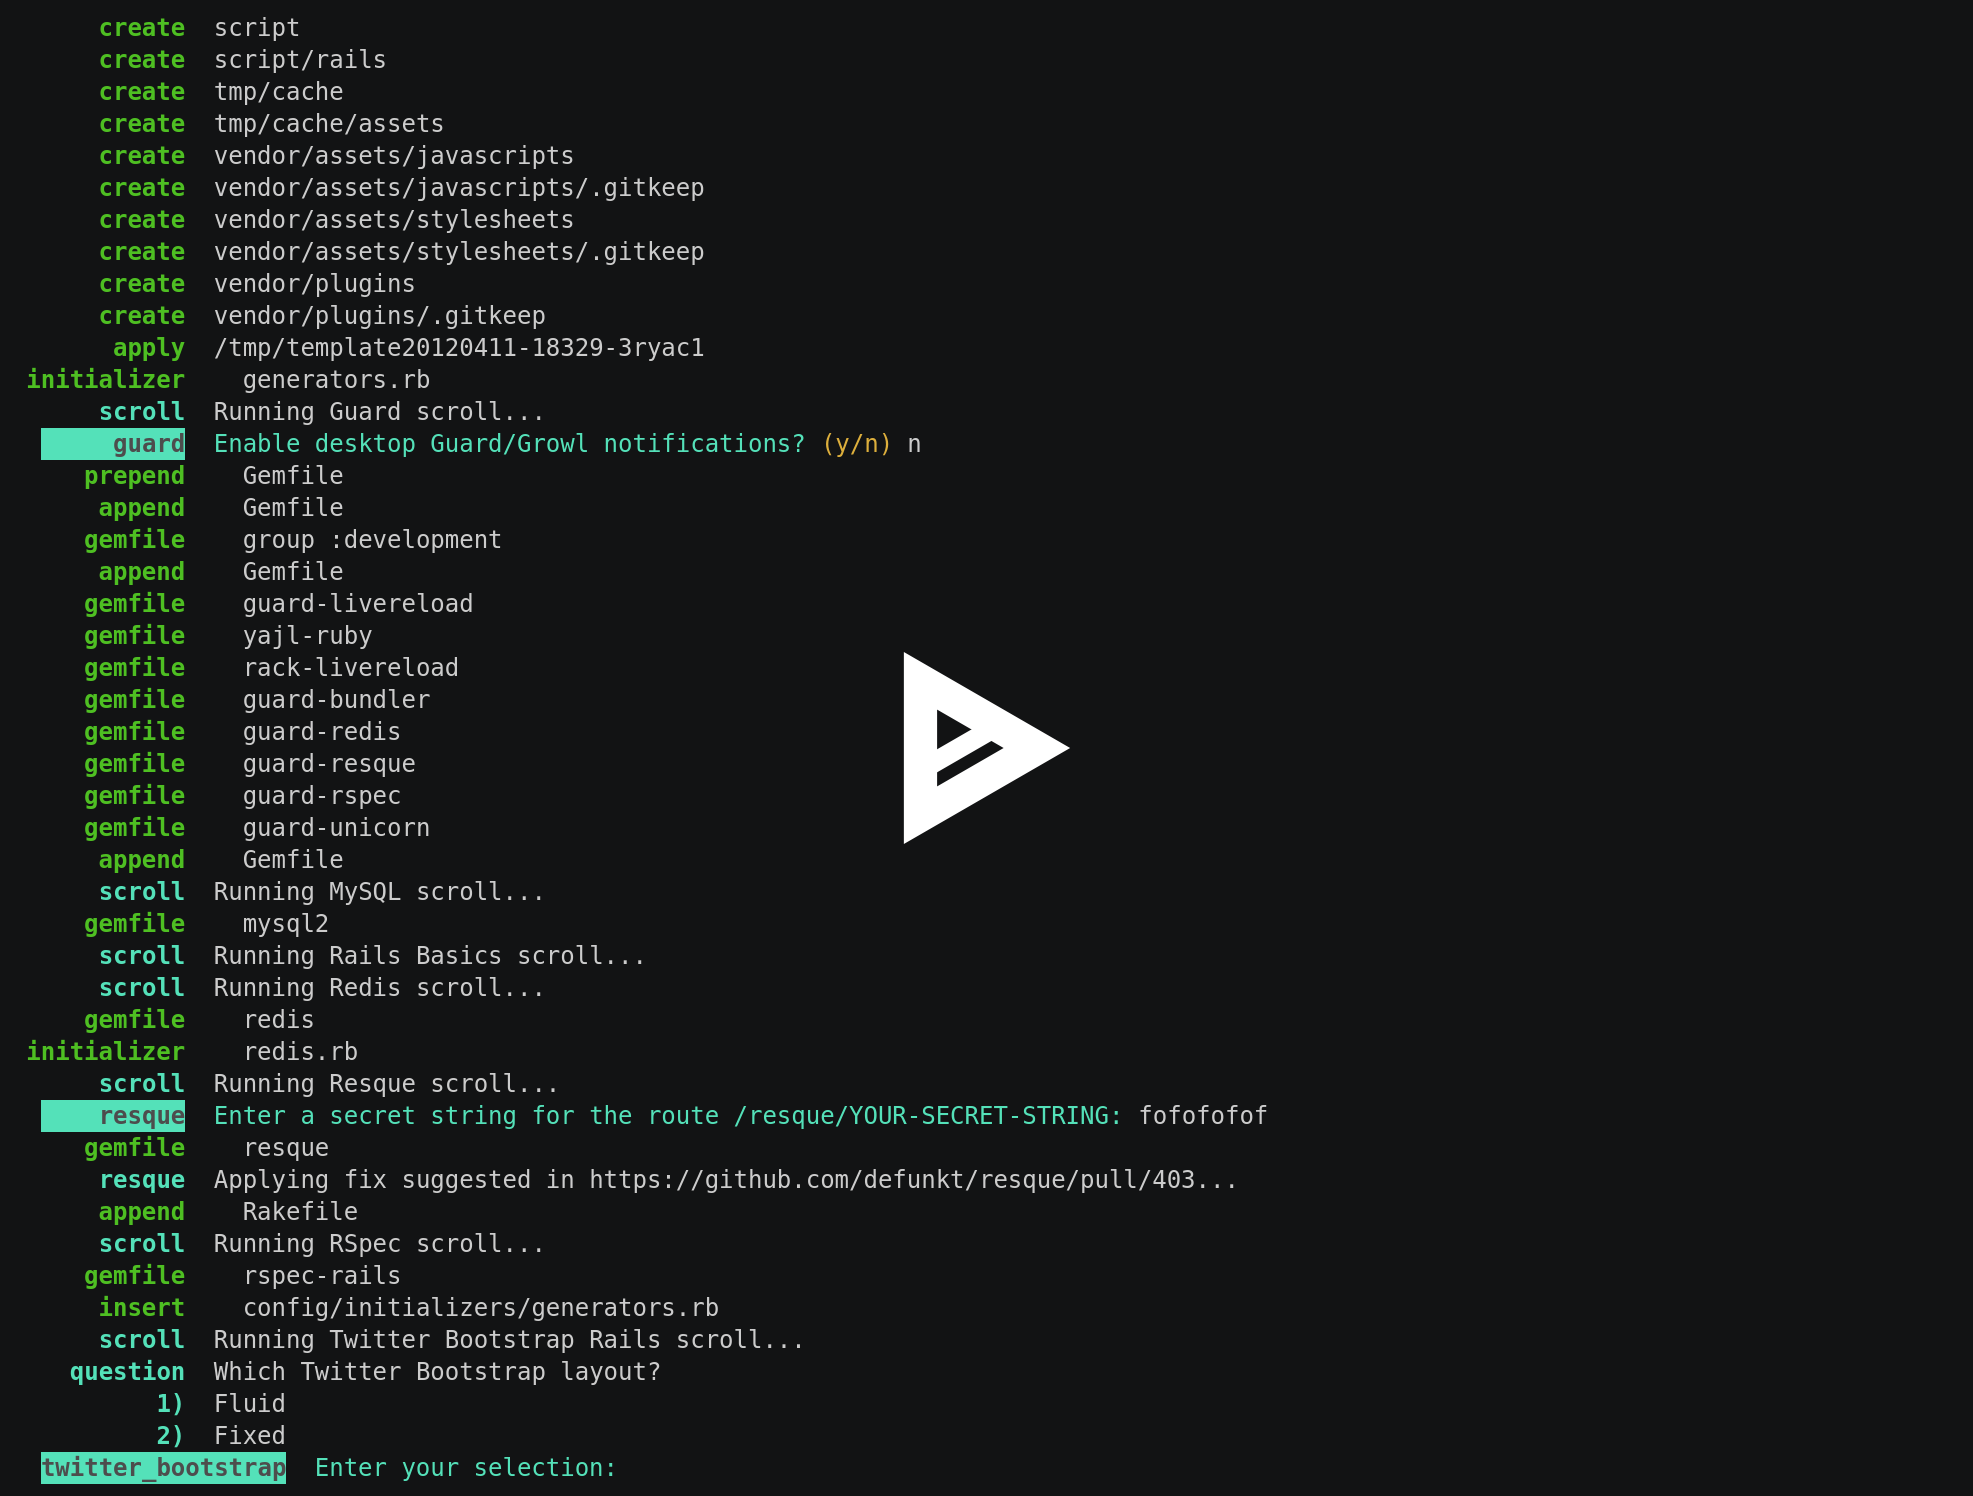 create script
create script/rails
create tmp/cache
create tmp/cache/assets
create vendor/assets/javascripts
create vendor/assets/javascripts/.gitkeep
create vendor/assets/stylesheets
create vendor/assets/stylesheets/.gitkeep
create vendor/plugins
create vendor/plugins/.gitkeep
apply /tmp/template20120411-18329-3ryac1
initializer generators.rb
scroll Running Guard scroll...
guard Enable desktop Guard/Growl notifications? (y/n) n
prepend Gemfile
append Gemfile
gemfile group :development
append Gemfile
gemfile guard-livereload
gemfile yajl-ruby
gemfile rack-livereload
gemfile guard-bundler
gemfile guard-redis
gemfile guard-resque
gemfile guard-rspec
gemfile guard-unicorn
append Gemfile
scroll Running MySQL scroll...
gemfile mysql2
scroll Running Rails Basics scroll...
scroll Running Redis scroll...
gemfile redis
initializer redis.rb
scroll Running Resque scroll...
resque Enter a secret string for the route /resque/YOUR-SECRET-STRING: fofofofof
gemfile resque
resque Applying fix suggested in https://github.com/defunkt/resque/pull/403...
append Rakefile
scroll Running RSpec scroll...
gemfile rspec-rails
insert config/initializers/generators.rb
scroll Running Twitter Bootstrap Rails scroll...
question Which Twitter Bootstrap layout?
1) Fluid
2) Fixed
twitter_bootstrap Enter your selection: